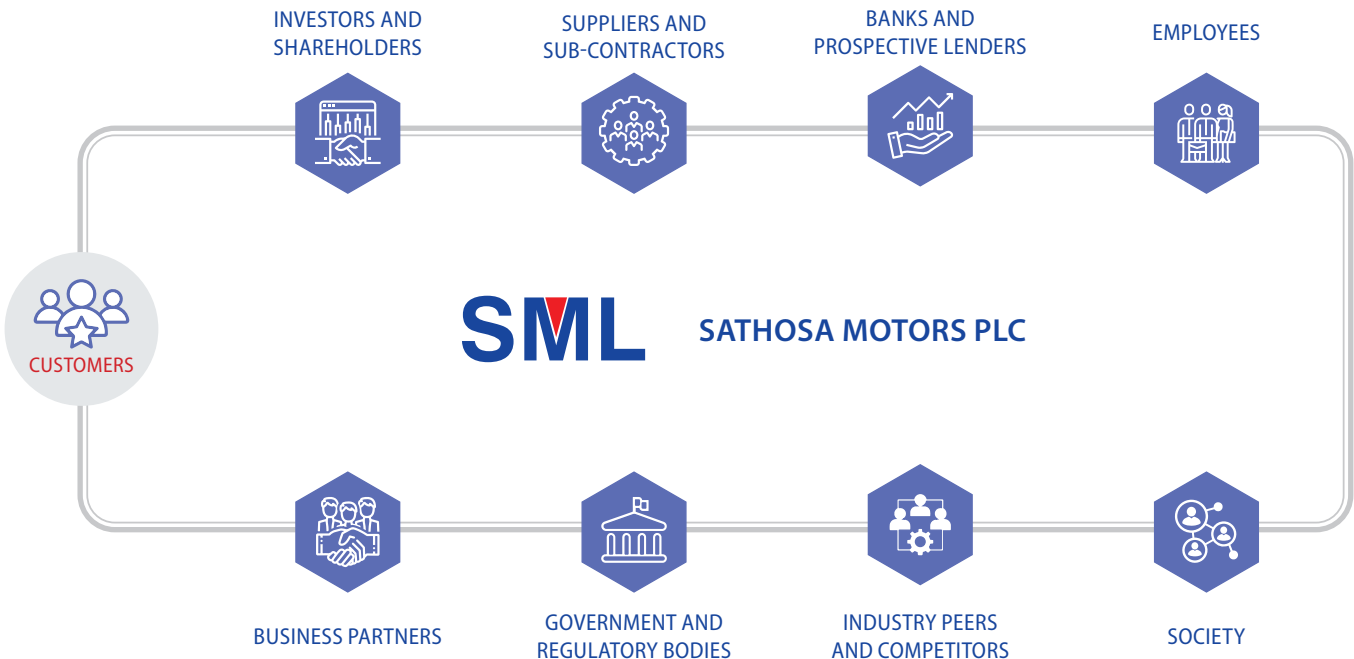 INVESTORS AND
SHAREHOLDERS
SUPPLIERS AND
SUB-CONTRACTORS
BANKS AND
PROSPECTIVE LENDERS
EMPLOYEES
CUSTOMERS
SML
SATHOSA MOTORS PLC
BUSINESS PARTNERS
GOVERNMENT AND
REGULATORY BODIES
INDUSTRY PEERS
AND COMPETITORS
SOCIETY